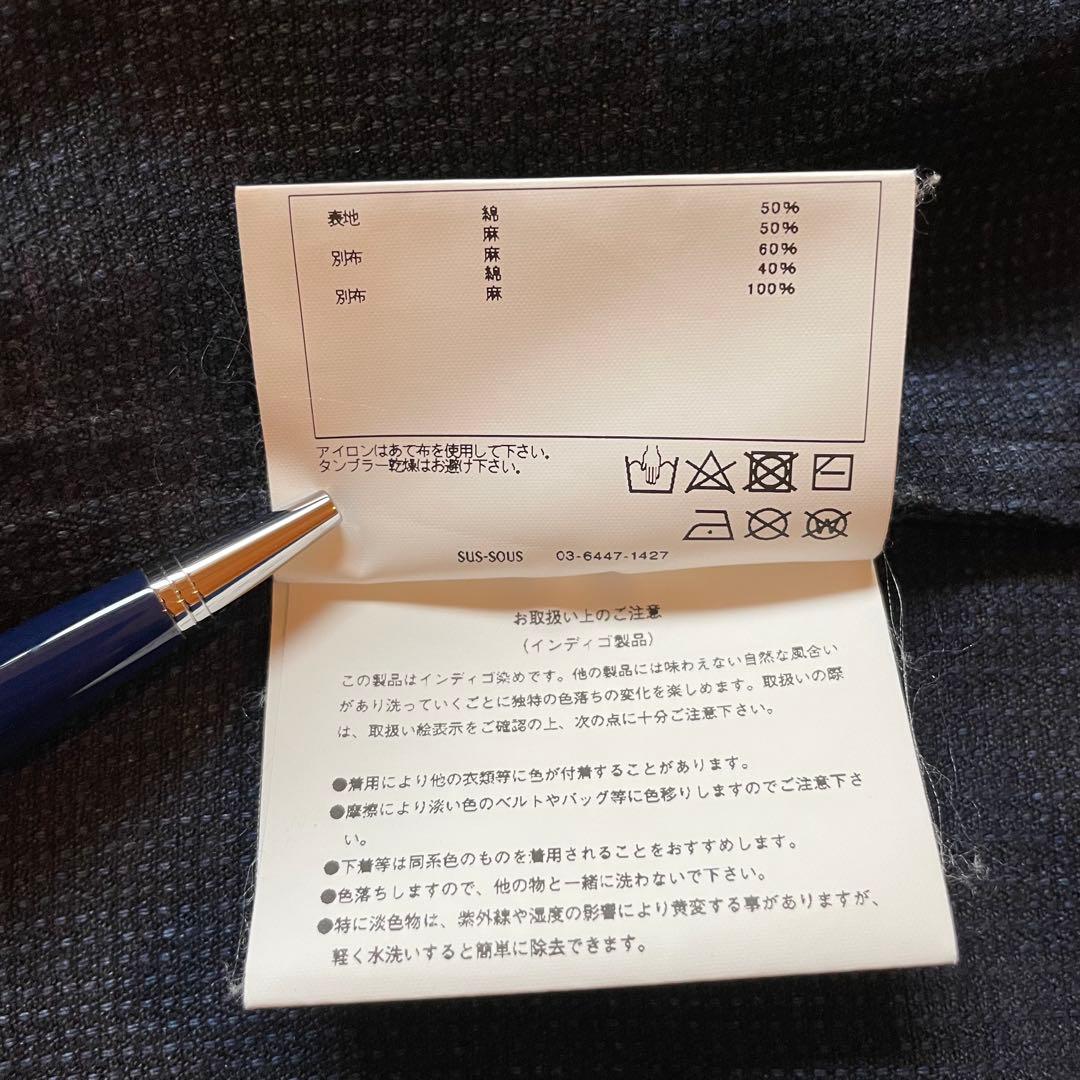 表地 綿 50%
麻 50%
別布 麻 60%
綿 40%
別布 麻 100%
アイロンはあて布を使用して下さい。
タンブラー乾燥はお避け下さい。
W
SUS-SOUS 03-6447-1427
お取扱い上のご注意
(インディゴ製品)
この製品はインディゴ染めです。他の製品には味わえない自然な風合い
があり洗っていくごとに独特の色落ちの変化を楽しめます。取扱いの際
は、取扱い絵表示をご確認の上、次の点に十分ご注意下さい。
●着用により他の衣類等に色が付着することがあります。
●摩擦により淡い色のベルトやバッグ等に色移りしますのでご注意下さ
い。
●下着等は同系色のものを着用されることをおすすめします。
●色落ちしますので、他の物と一緒に洗わないで下さい。
●特に淡色物は、紫外線や湿度の影響により黄変する事がありますが、
軽く水洗いすると簡単に除去できます。